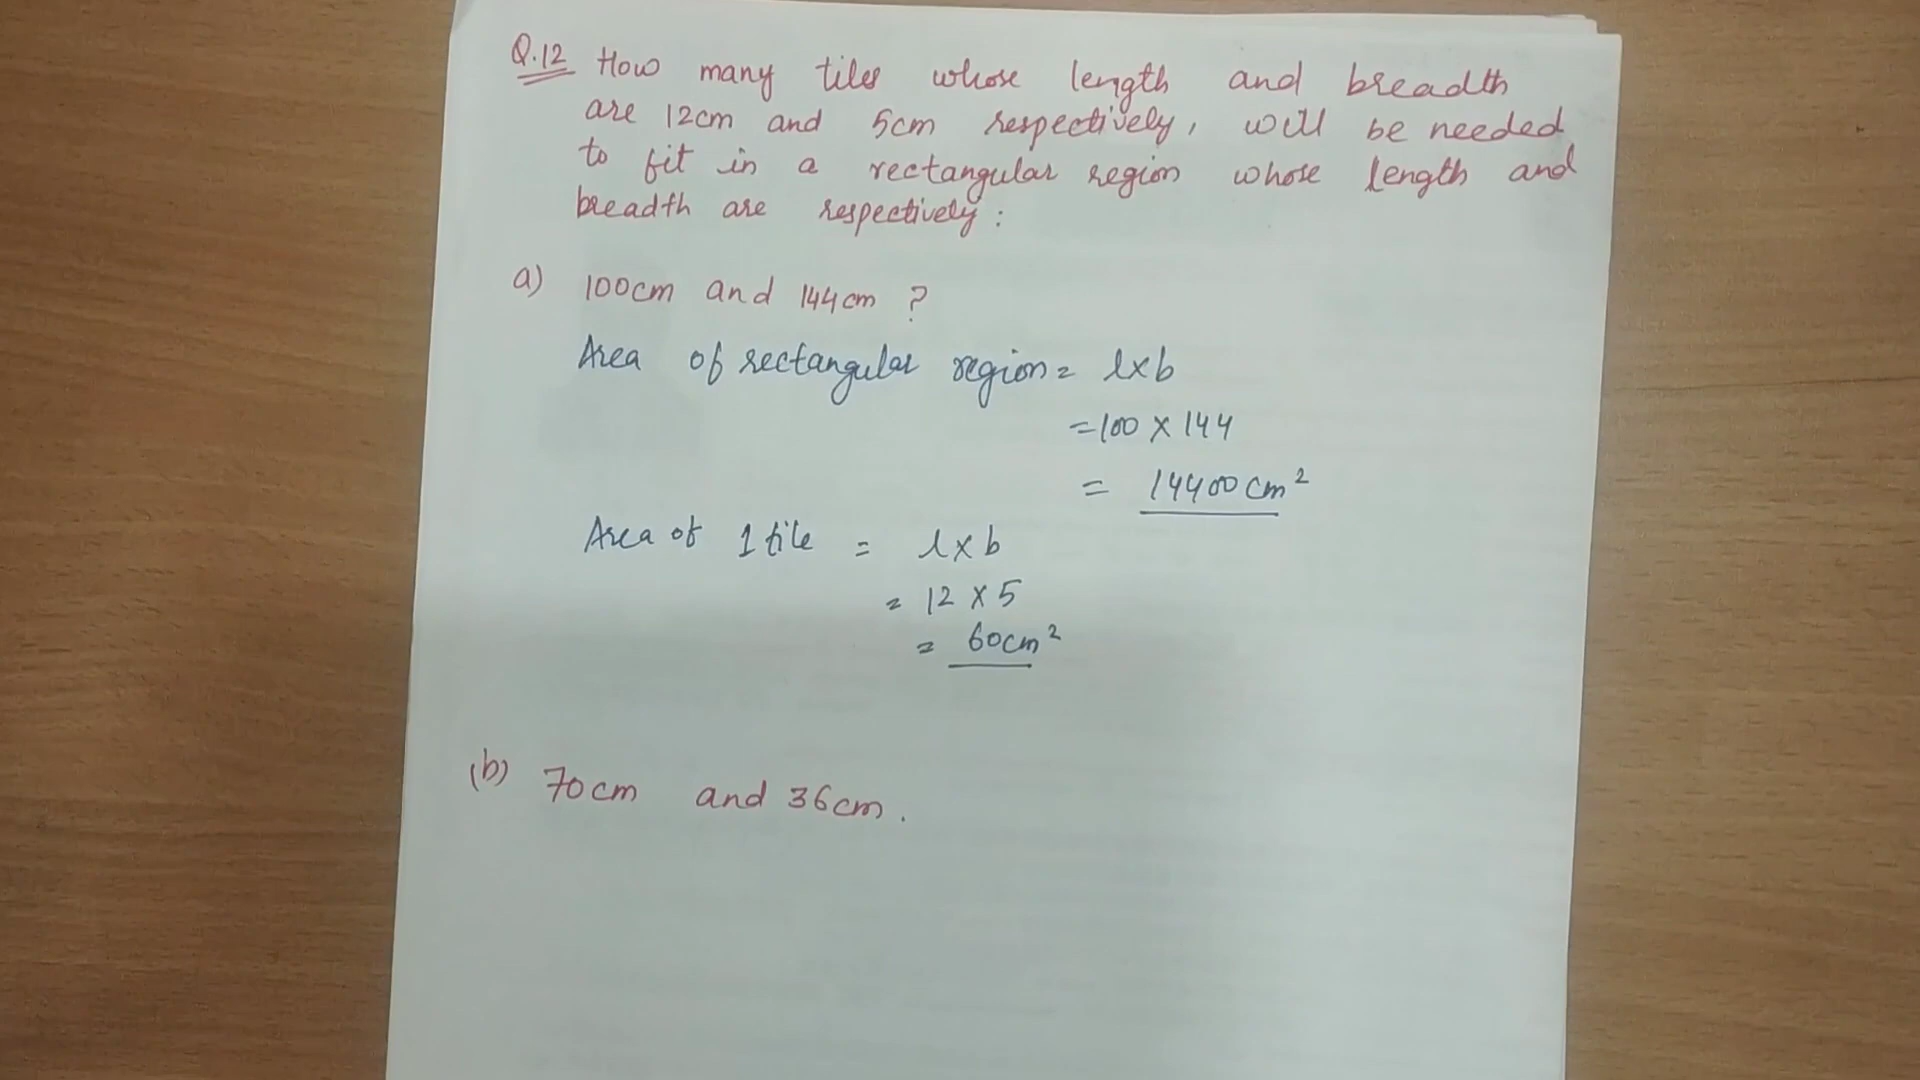 Q.12 How many tiles whose length and breadth
are 12cm and 5cm respectively, will be needed
to fit in a rectangular region whose length and
breadth are respectively:
a) 100cm and 144cm ?
Area of rectangular region = l×b
= 100 × 144
= 14400 cm²
Area of 1 tile = l×b
= 12 × 5
= 60cm²
(b) 70cm and 36cm.